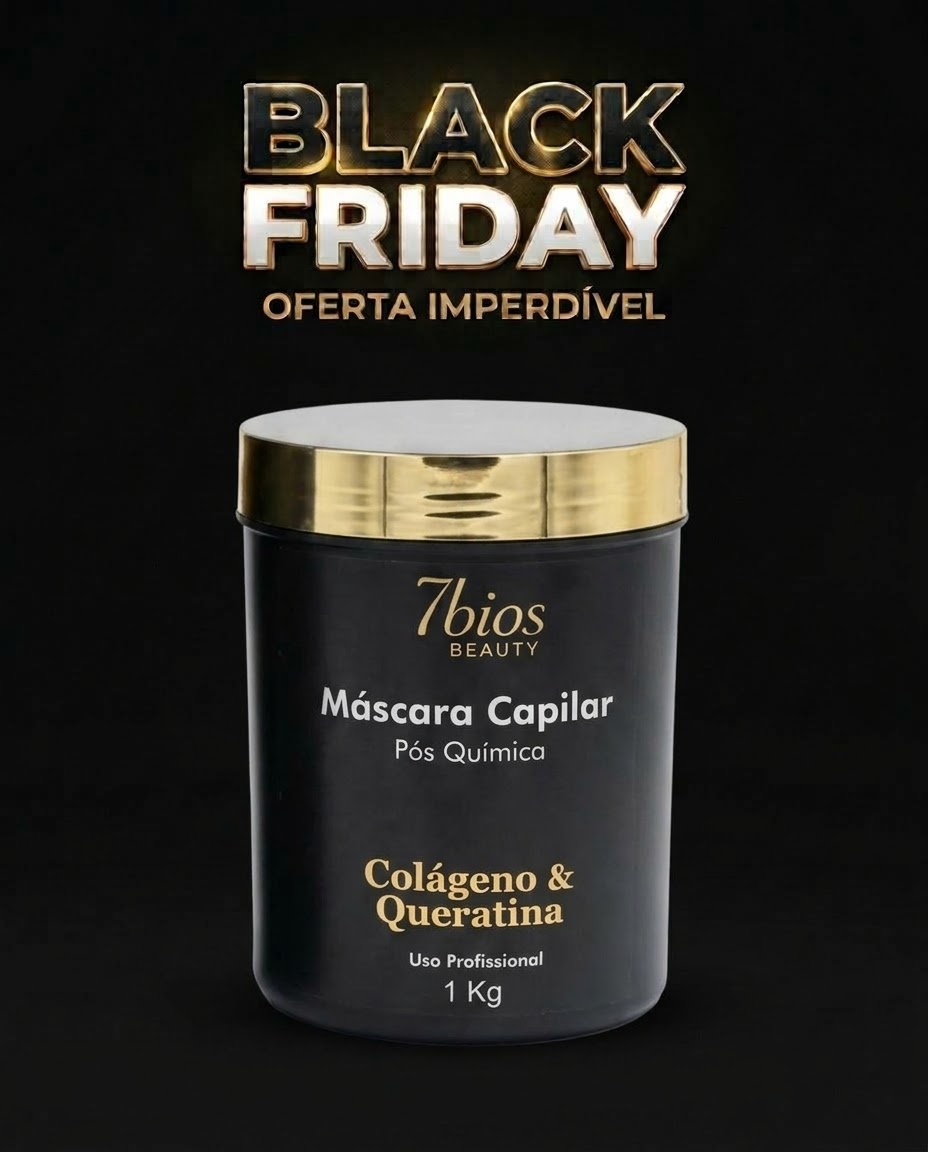 BLACK
FRIDAY
OFERTA IMPERDÍVEL
7bios
BEAUTY
Máscara Capilar
Pós Química
Colágeno &
Queratina
Uso Profissional
1 Kg